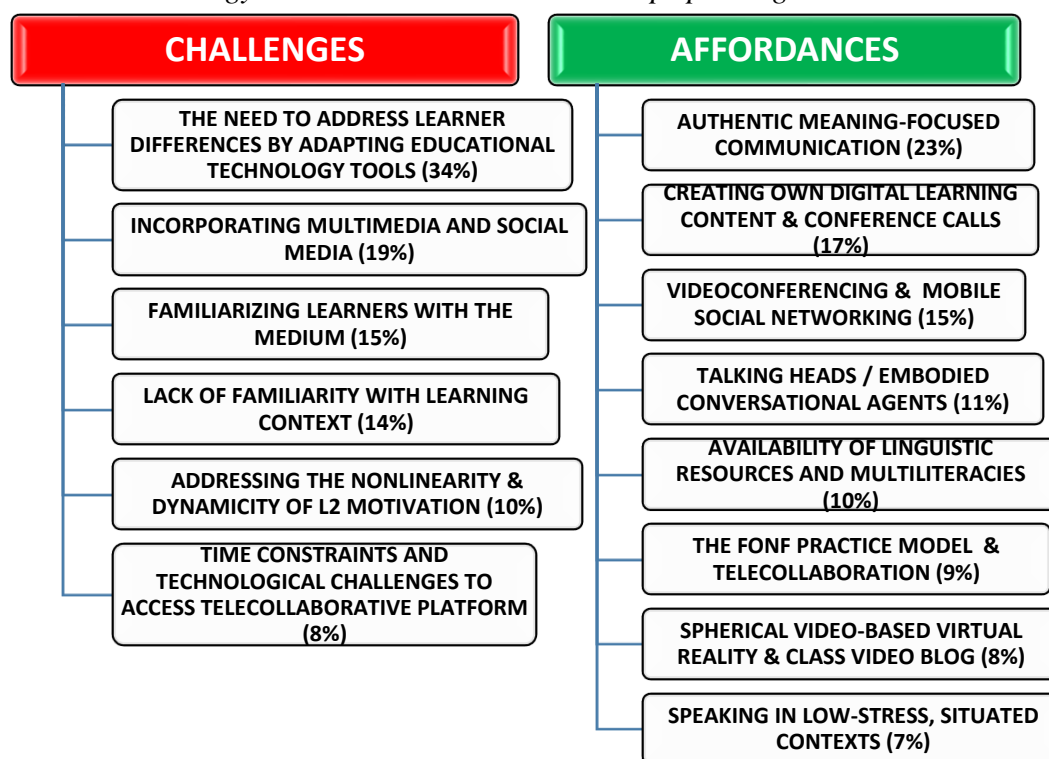 CHALLENGES
THE NEED TO ADDRESS LEARNER
DIFFERENCES BY ADAPTING EDUCATIONAL
TECHNOLOGY TOOLS (34%)
INCORPORATING MULTIMEDIA AND SOCIAL
MEDIA (19%)
FAMILIARIZING LEARNERS WITH THE
MEDIUM (15%)
LACK OF FAMILIARITY WITH LEARNING
CONTEXT (14%)
ADDRESSING THE NONLINEARITY &
DYNAMICITY OF L2 MOTIVATION (10%)
TIME CONSTRAINTS AND
TECHNOLOGICAL CHALLENGES TO
ACCESS TELECOLLABORATIVE PLATFORM
(8%)
AFFORDANCES
AUTHENTIC MEANING-FOCUSED
COMMUNICATION (23%)
CREATING OWN DIGITAL LEARNING
CONTENT & CONFERENCE CALLS
(17%)
VIDEOCONFERENCING & MOBILE
SOCIAL NETWORKING (15%)
TALKING HEADS / EMBODIED
CONVERSATIONAL AGENTS (11%)
AVAILABILITY OF LINGUISTIC
RESOURCES AND MULTILITERACIES
(10%)
THE FONF PRACTICE MODEL &
TELECOLLABORATION (9%)
SPHERICAL VIDEO-BASED VIRTUAL
REALITY & CLASS VIDEO BLOG (8%)
SPEAKING IN LOW-STRESS, SITUATED
CONTEXTS (7%)